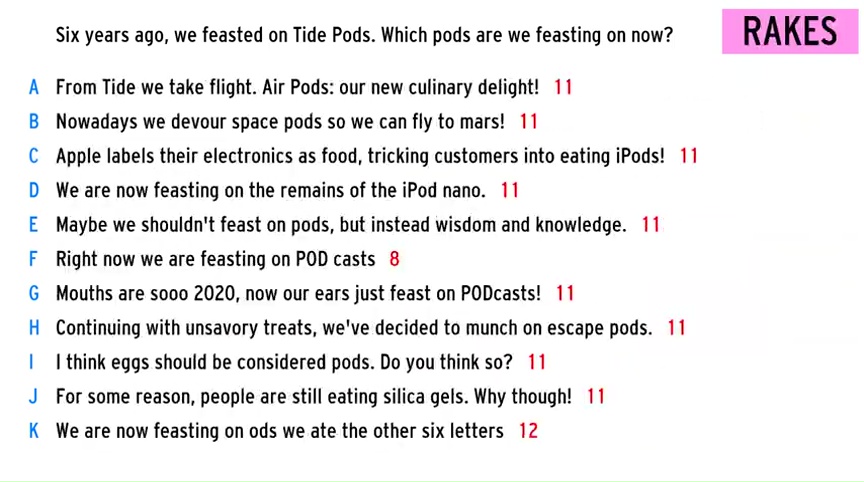 Six years ago, we feasted on Tide Pods. Which pods are we feasting on now?
RAKES
A From Tide we take flight. Air Pods: our new culinary delight! 11
B Nowadays we devour space pods so we can fly to mars! 11
C Apple labels their electronics as food, tricking customers into eating iPods! 11
D We are now feasting on the remains of the iPod nano. 11
E Maybe we shouldn't feast on pods, but instead wisdom and knowledge. 11
F Right now we are feasting on POD casts 8
G Mouths are sooo 2020, now our ears just feast on PODcasts! 11
H Continuing with unsavory treats, we've decided to munch on escape pods. 11
I I think eggs should be considered pods. Do you think so? 11
J For some reason, people are still eating silica gels. Why though! 11
K We are now feasting on ods we ate the other six letters 12